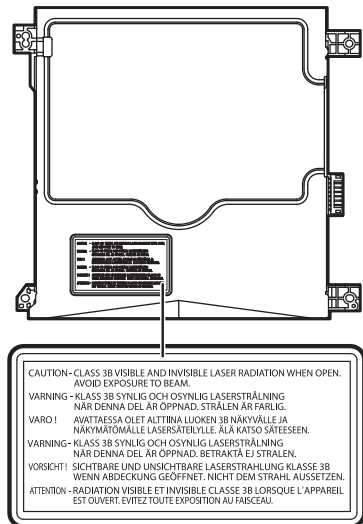 CAUTION - CLASS 3B VISIBLE AND INVISIBLE LASER RADIATION WHEN OPEN.
AVOID EXPOSURE TO BEAM.
VARNING - KLASS 3B SYNLIG OCH OSYNLIG LASERSTRÅLNING
NÄR DENNA DEL ÄR ÖPPNAD. STRÅLEN ÄR FARLIG.
VARO ! AVATTAESSA OLET ALTTIINA LUOKEN 3B NÄKYVÄLLE JA
NÄKYMÄTÖMÄLLE LASERSÄTEILYLLE. ÄLÄ KATSO SÄTEESEEN.
VARNING- KLASS 3B SYNLIG OCH OSYNLIG LASERSTRÅLNING
NÄR DENNA DEL ÄR ÖPPNAD. BETRAKTÅ EJ STRALEN.
VORSICHT ! SICHTBARE UND UNSICHTBARE LASERSTRAHLUNG KLASSE 3B
WENN ABDECKUNG GEÖFFNET. NICHT DEM STRAHL AUSSETZEN.
ATTENTION - RADIATION VISIBLE ET INVISIBLE CLASSE 3B LORSQUE L'APPAREIL
EST OUVERT. EVITEZ TOUTE EXPOSITION AU FAISCEAU.